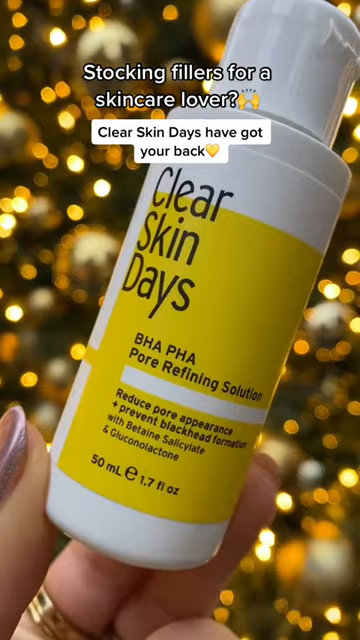 Stocking fillers for a
skincare lover?🙌
Clear Skin Days have got
your back💛
Clear
Skin
Days
BHA PHA
Pore Refining Solution
Reduce pore appearance
+ prevent blackhead formation
with Betaine Salicylate
& Gluconolactone
50 mL ℮ 1.7 fl oz